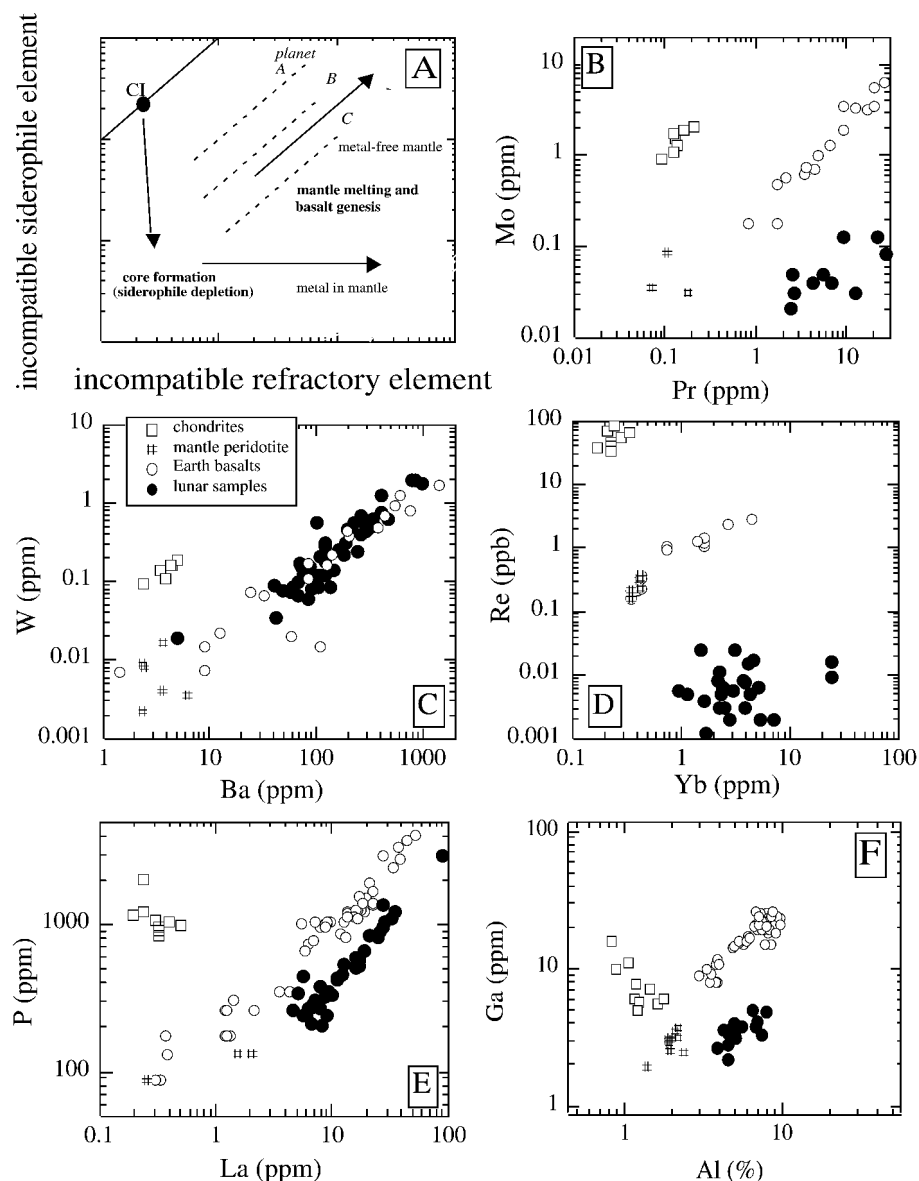 incompatible siderophile element
A
planet
A
B
CI
C
metal-free mantle
mantle melting and
basalt genesis
core formation
(siderophile depletion)
metal in mantle
incompatible refractory element
B
10
1
0.1
0.01
Mo (ppm)
0.01
0.1
1
10
Pr (ppm)
chondrites
mantle peridotite
Earth basalts
lunar samples
10
1
0.1
0.01
0.001
W (ppm)
C
1
10
100
1000
Ba (ppm)
100
10
1
0.1
0.01
0.001
Re (ppb)
D
0.1
1
10
100
Yb (ppm)
1000
100
P (ppm)
E
0.1
1
10
100
La (ppm)
100
10
1
Ga (ppm)
F
1
10
Al (%)